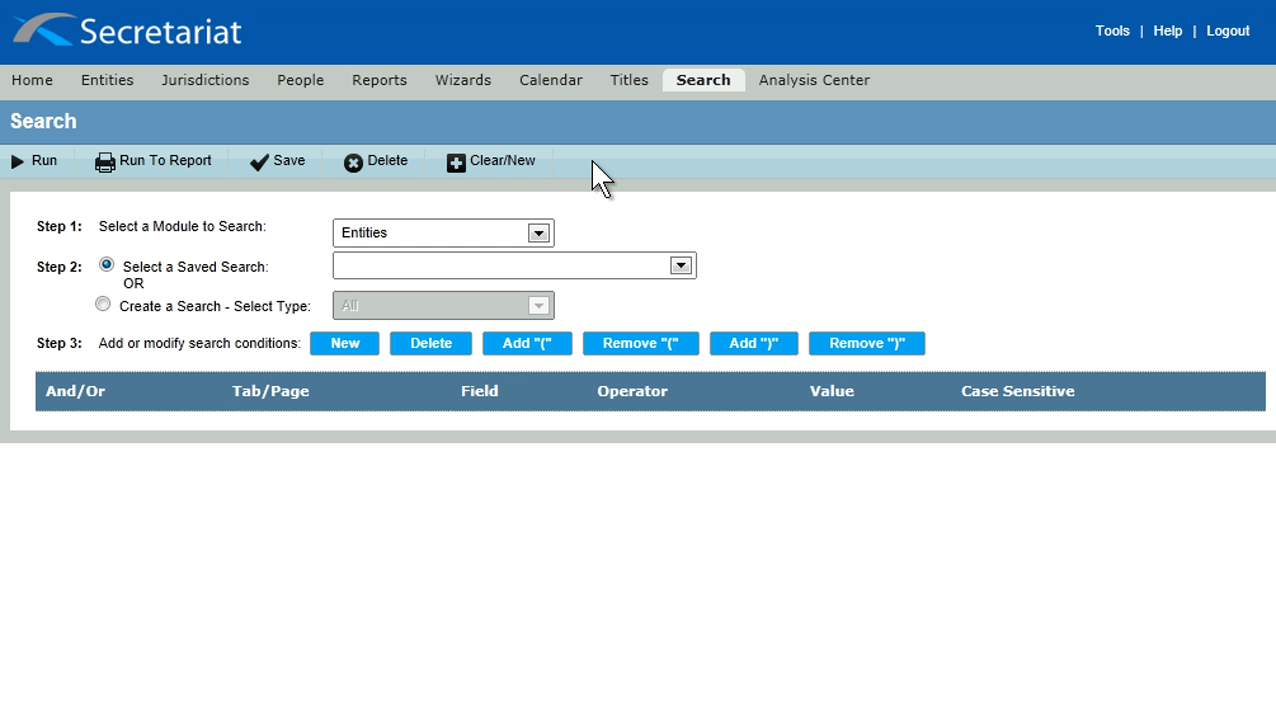 Secretariat
Tools | Help | Logout
Home Entities Jurisdictions People Reports Wizards Calendar Titles Search Analysis Center
Search
Run Run To Report Save Delete Clear/New
Step 1: Select a Module to Search: Entities
Step 2: Select a Saved Search:
OR
Create a Search - Select Type: All
Step 3: Add or modify search conditions: New Delete Add "(" Remove "(" Add ")" Remove ")"
And/Or Tab/Page Field Operator Value Case Sensitive